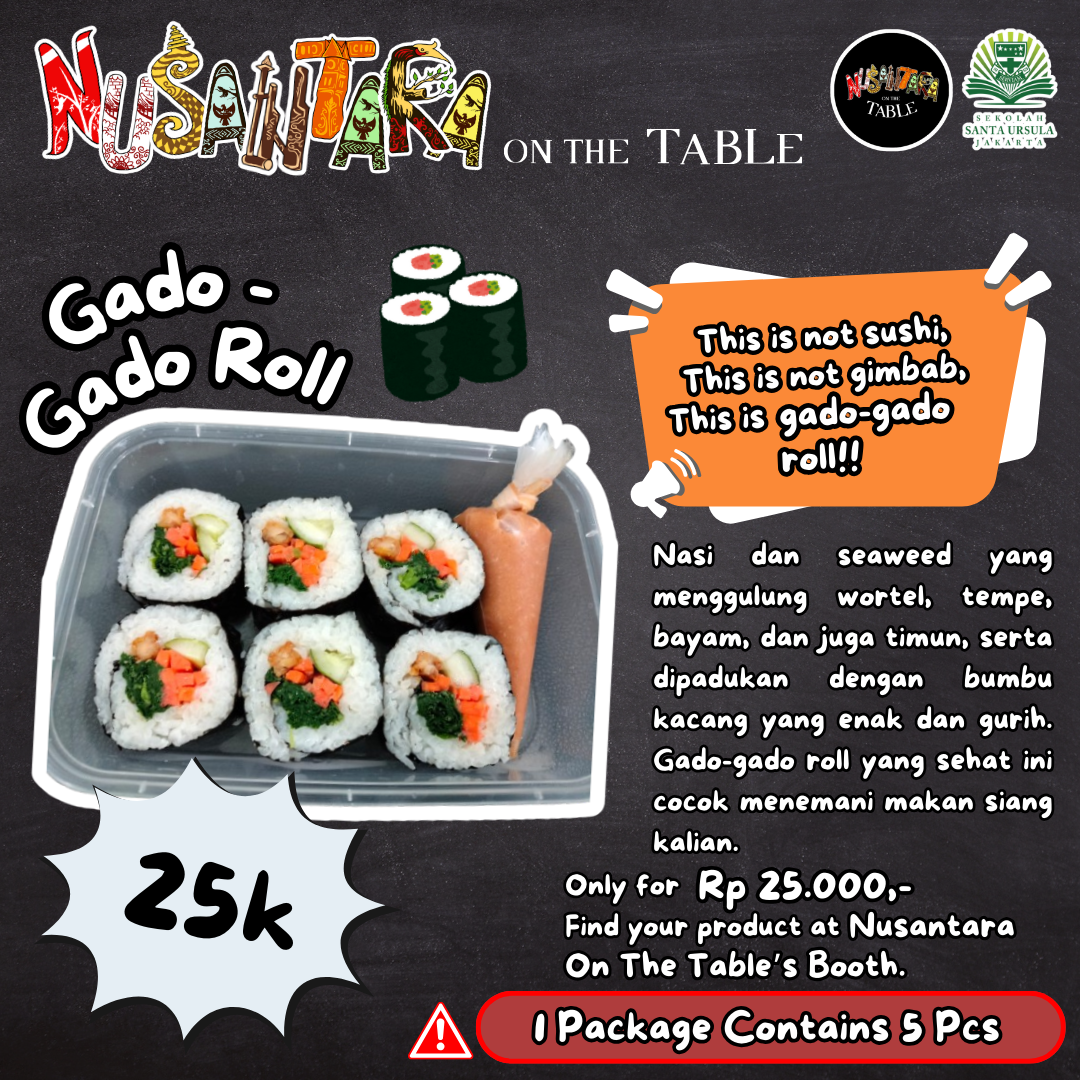 NUSANTARA ON THE TABLE
NUSANTARA
ON THE
TABLE
SERVIAM
SEKOLAH
SANTA URSULA
JAKARTA
Gado -
Gado Roll
This is not sushi,
This is not gimbab,
This is gado-gado
roll!!
Nasi dan seaweed yang
menggulung wortel, tempe,
bayam, dan juga timun, serta
dipadukan dengan bumbu
kacang yang enak dan gurih.
Gado-gado roll yang sehat ini
cocok menemani makan siang
kalian.
25k
Only for Rp 25.000,-
Find your product at Nusantara
On The Table's Booth.
1 Package Contains 5 Pcs